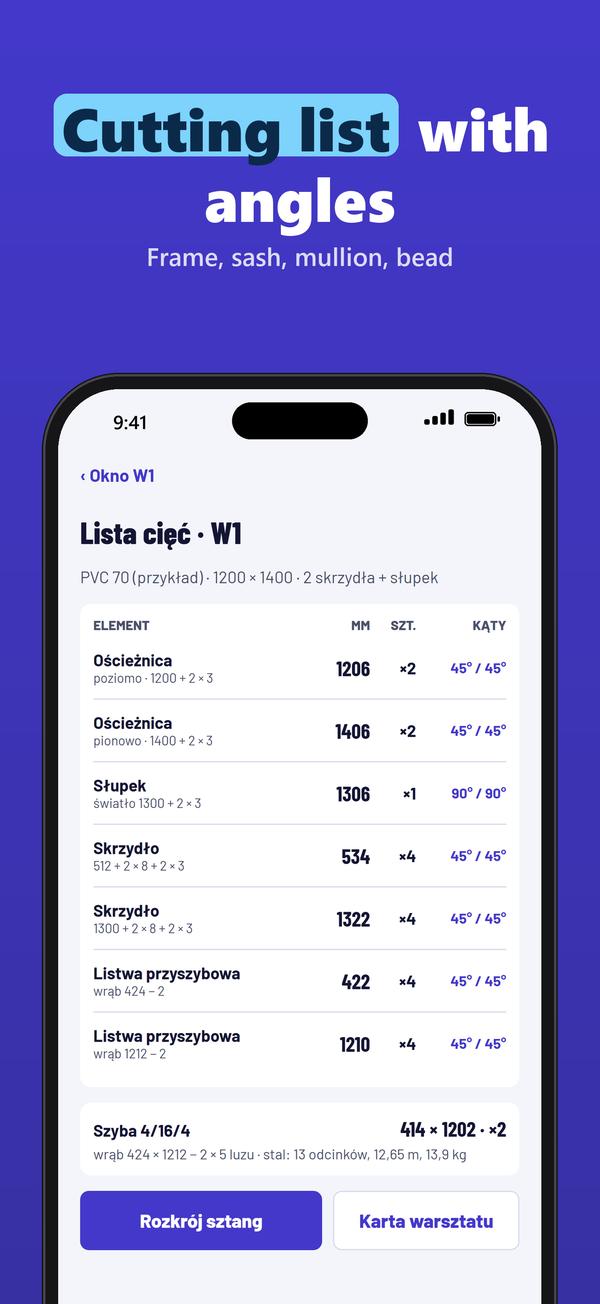 Cutting list with
angles
Frame, sash, mullion, bead
9:41
‹ Okno W1
Lista cięć · W1
PVC 70 (przykład) · 1200 × 1400 · 2 skrzydła + słupek
ELEMENT MM SZT. KĄTY
Ościeżnica 1206 ×2 45° / 45°
poziomo · 1200 + 2 × 3
Ościeżnica 1406 ×2 45° / 45°
pionowo · 1400 + 2 × 3
Słupek 1306 ×1 90° / 90°
światło 1300 + 2 × 3
Skrzydło 534 ×4 45° / 45°
512 + 2 × 8 + 2 × 3
Skrzydło 1322 ×4 45° / 45°
1300 + 2 × 8 + 2 × 3
Listwa przyszybowa 422 ×4 45° / 45°
wrąb 424 – 2
Listwa przyszybowa 1210 ×4 45° / 45°
wrąb 1212 – 2
Szyba 4/16/4 414 × 1202 · ×2
wrąb 424 × 1212 – 2 × 5 luzu · stal: 13 odcinków, 12,65 m, 13,9 kg
Rozkrój sztang Karta warsztatu